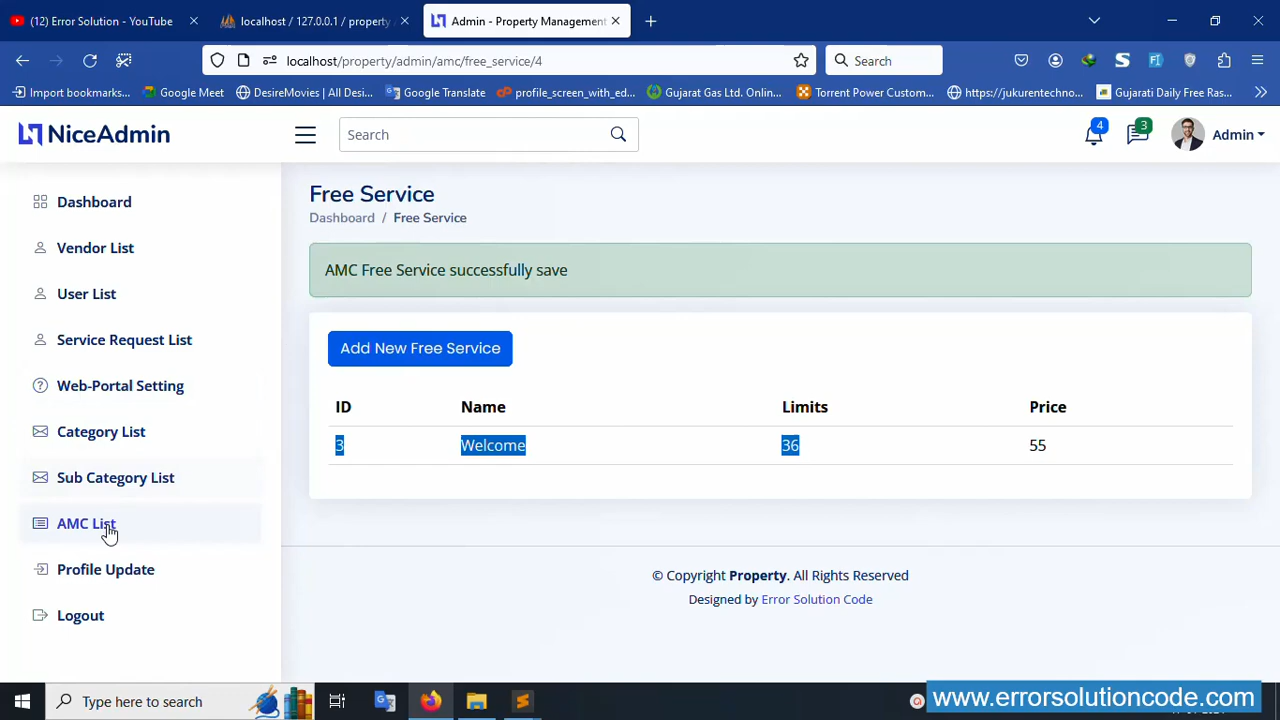 (12) Error Solution - YouTube
localhost / 127.0.0.1 / property
Admin - Property Management
localhost/property/admin/amc/free_service/4
Search
Import bookmarks...
Google Meet
DesireMovies | All Desi...
Google Translate
profile_screen_with_ed...
Gujarat Gas Ltd. Onlin...
Torrent Power Custom...
https://jukurentechno...
Gujarati Daily Free Ras...
NiceAdmin
Search
4
3
Admin
Dashboard
Vendor List
User List
Service Request List
Web-Portal Setting
Category List
Sub Category List
AMC List
Profile Update
Logout
Free Service
Dashboard / Free Service
AMC Free Service successfully save
Add New Free Service
ID Name Limits Price
3 Welcome 36 55
© Copyright Property. All Rights Reserved
Designed by Error Solution Code
Type here to search
www.errorsolutioncode.com